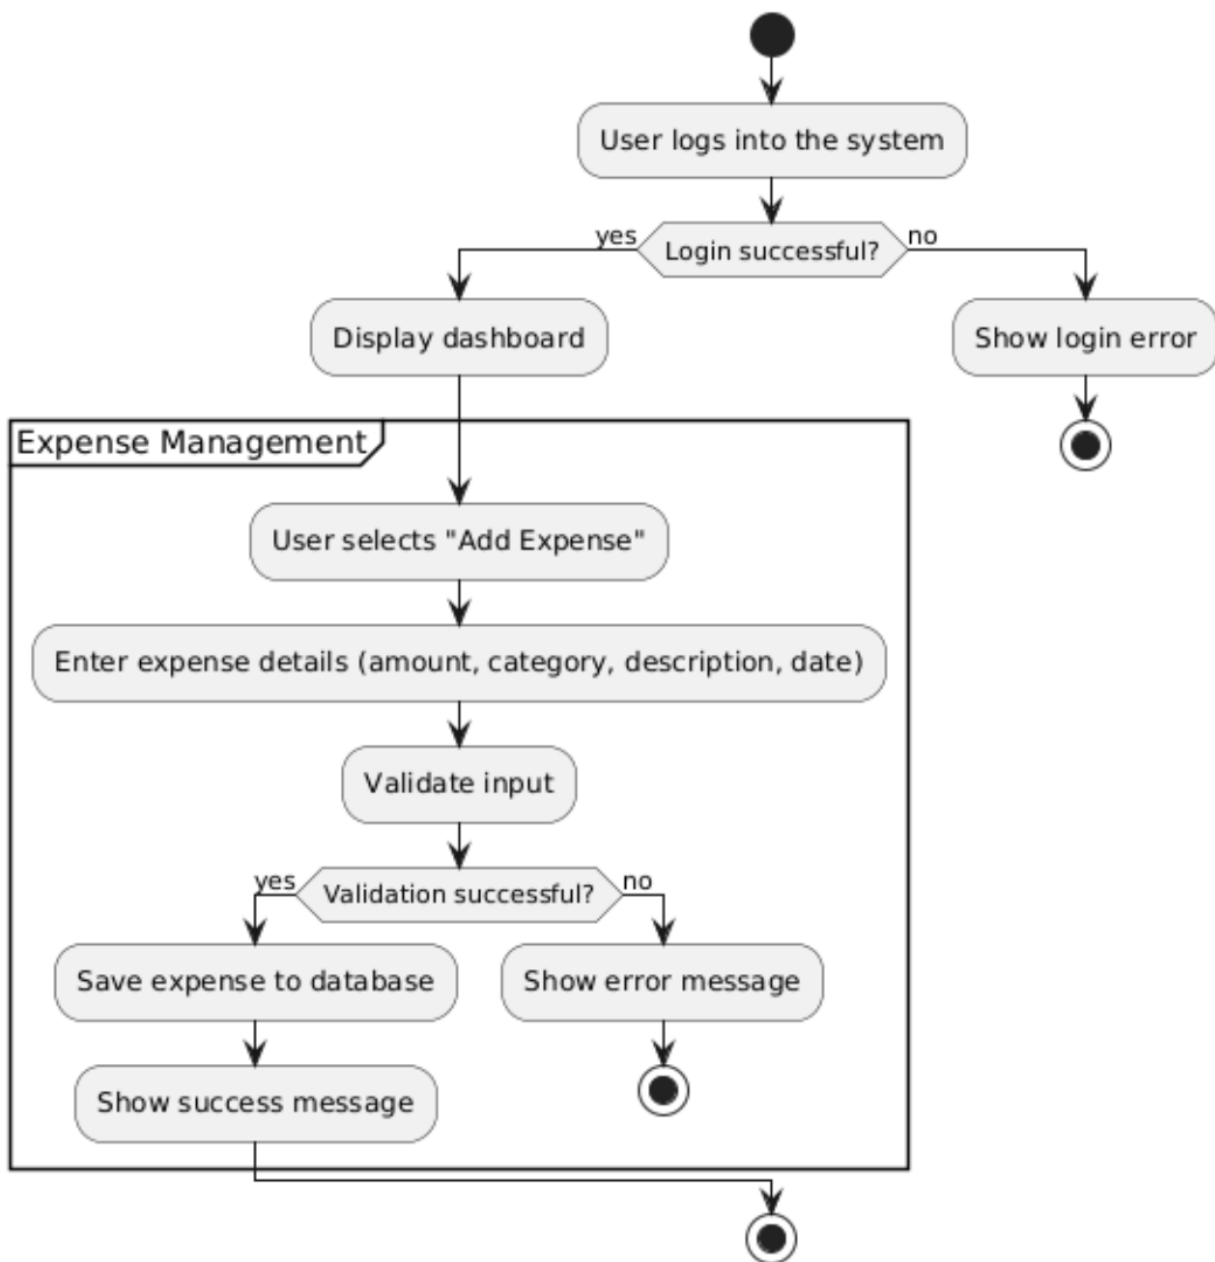 User logs into the system
yes
Login successful?
no
Display dashboard
Show login error
Expense Management
User selects "Add Expense"
Enter expense details (amount, category, description, date)
Validate input
yes
Validation successful?
no
Save expense to database
Show error message
Show success message